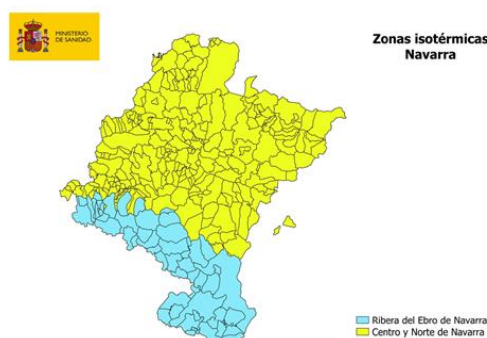 MINISTERIO
DE SANIDAD
Zonas isotérmicas
Navarra
Ribera del Ebro de Navarra
Centro y Norte de Navarra